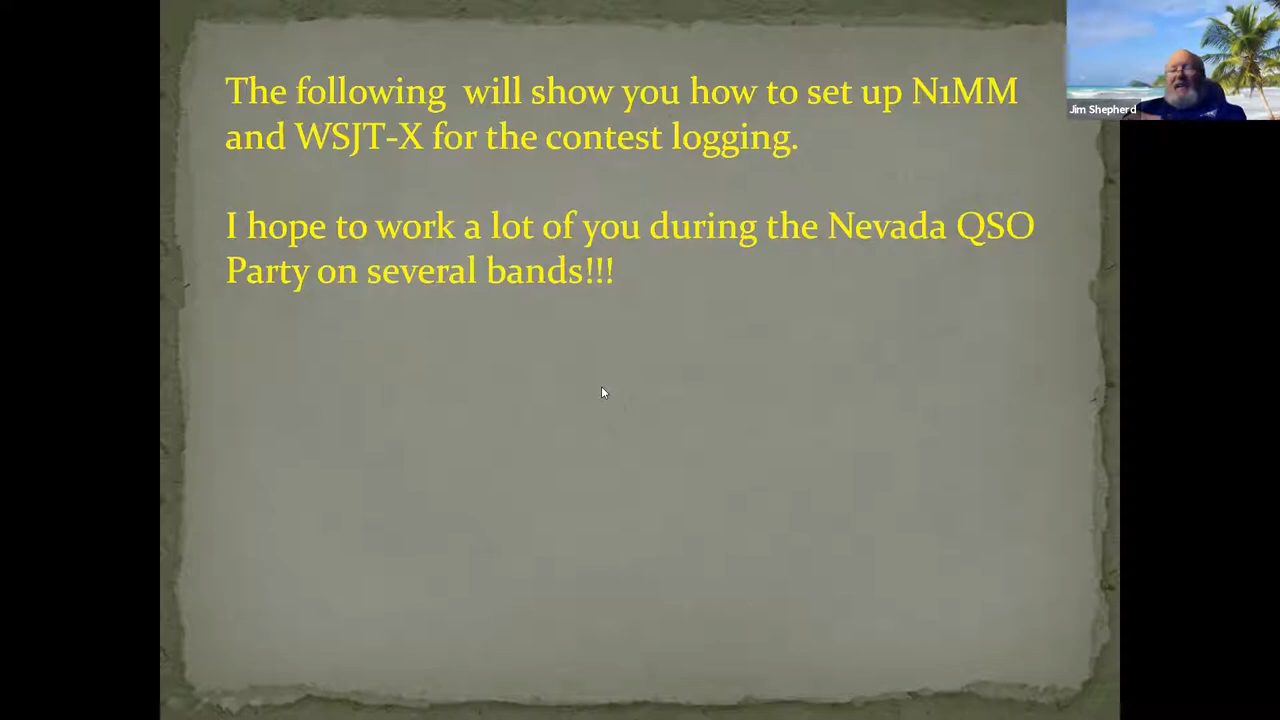 The following will show you how to set up N1MM
and WSJT-X for the contest logging.
I hope to work a lot of you during the Nevada QSO
Party on several bands!!!
Jim Shepherd